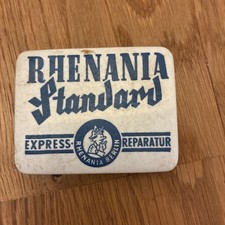 RHENANIA
Standard
EXPRESS- REPARATUR
RHENANIA BERLIN